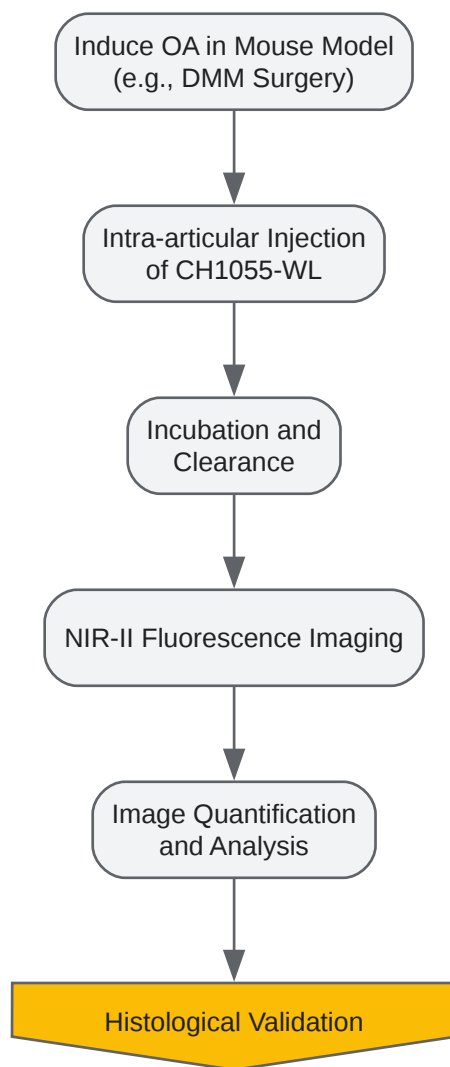 Induce OA in Mouse Model
(e.g., DMM Surgery)
Intra-articular Injection
of CH1055-WL
Incubation and
Clearance
NIR-II Fluorescence Imaging
Image Quantification
and Analysis
Histological Validation